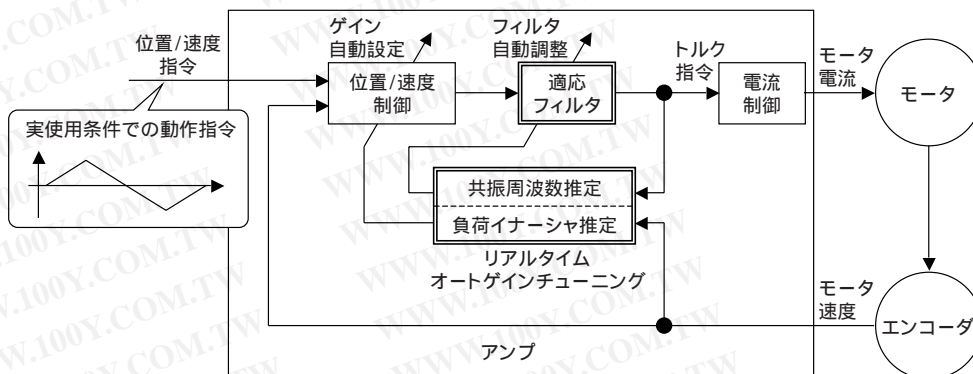 ゲイン
自動設定
フィルタ
自動調整
位置/速度
指令
位置/速度
制御
適応
フィルタ
トルク
指令
電流
制御
モータ
電流
モータ
実使用条件での動作指令
共振周波数推定
負荷イナーシャ推定
リアルタイム
オートゲインチューニング
モータ
速度
エンコーダ
アンプ
WWW.100Y.COM.TW